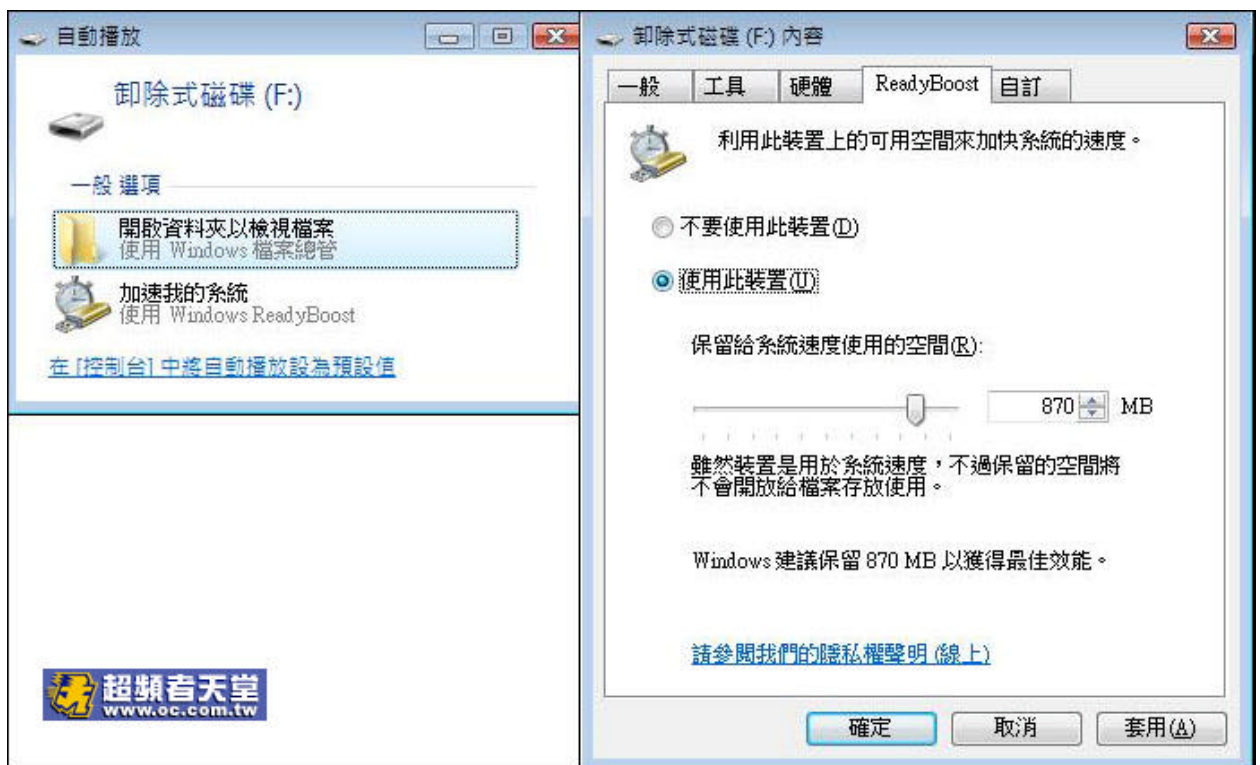 自動播放
卸除式磁碟 (F:)
一般 選項
開啟資料夾以檢視檔案
使用 Windows 檔案總管
加速我的系統
使用 Windows ReadyBoost
在 [控制台] 中將自動播放設為預設值
超頻者天堂
www.oc.com.tw
卸除式磁碟 (F:) 內容
一般 工具 硬體 ReadyBoost 自訂
利用此裝置上的可用空間來加快系統的速度。
不要使用此裝置(D)
使用此裝置(U)
保留給系統速度使用的空間(R):
870 MB
雖然裝置是用於系統速度，不過保留的空間將
不會開放給檔案存放使用。
Windows 建議保留 870 MB 以獲得最佳效能。
請參閱我們的隱私權聲明 (線上)
確定 取消 套用(A)